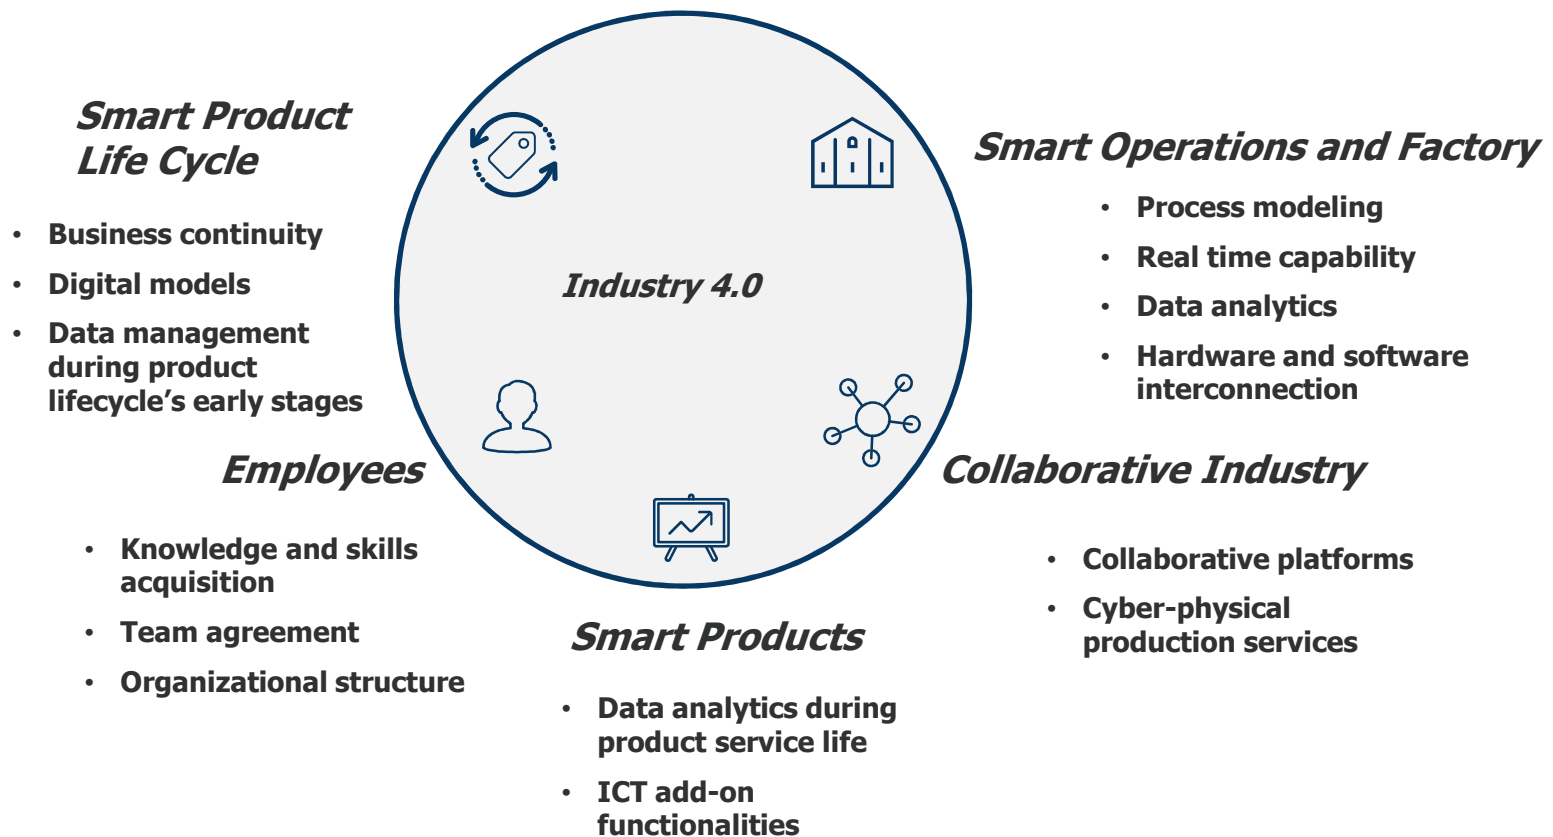 Smart Product
Life Cycle
• Business continuity
• Digital models
• Data management
during product
lifecycle’s early stages
Industry 4.0
Smart Operations and Factory
• Process modeling
• Real time capability
• Data analytics
• Hardware and software
interconnection
Employees
• Knowledge and skills
acquisition
• Team agreement
• Organizational structure
Smart Products
• Data analytics during
product service life
• ICT add-on
functionalities
Collaborative Industry
• Collaborative platforms
• Cyber-physical
production services